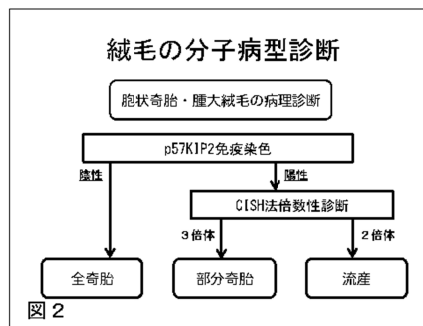 絨毛の分子病型診断
胞状奇胎・腫大絨毛の病理診断
p57KIP2免疫染色
陰性
陽性
CISH法倍数性診断
3倍体
2倍体
全奇胎
部分奇胎
流産
図2